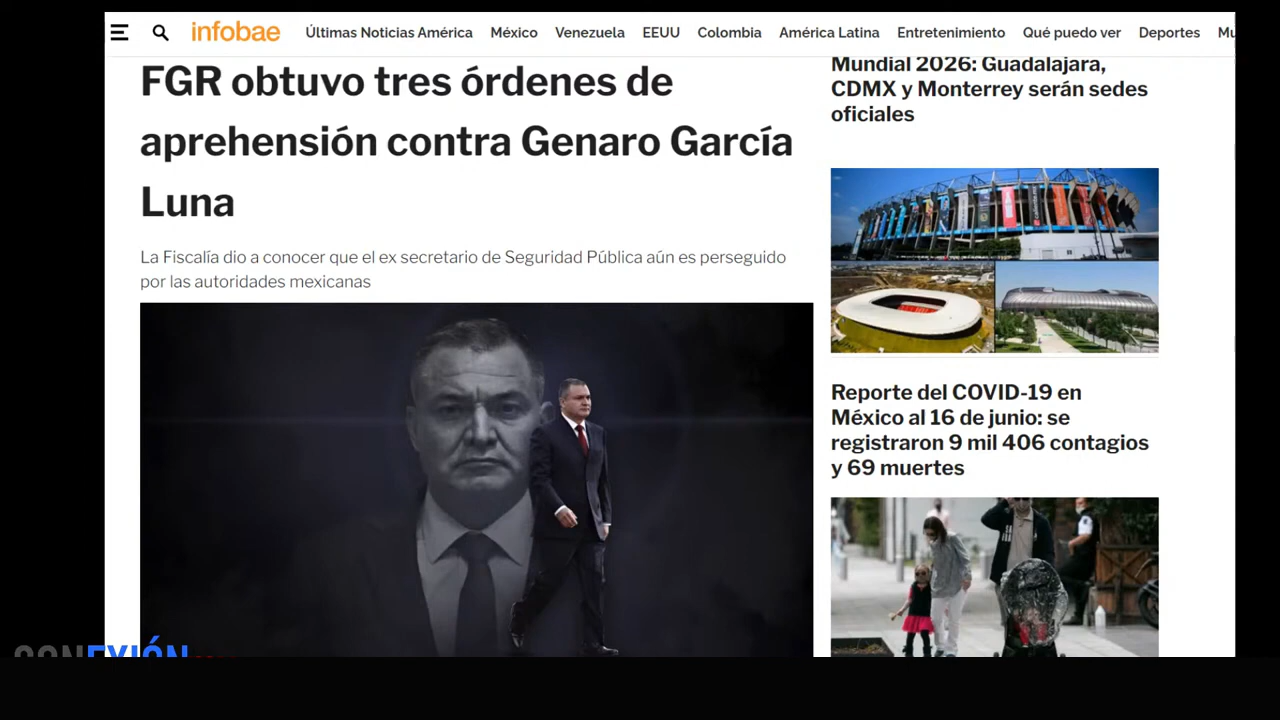 infobae
Últimas Noticias América
México
Venezuela
EEUU
Colombia
América Latina
Entretenimiento
Qué puedo ver
Deportes
FGR obtuvo tres órdenes de
aprehensión contra Genaro García
Luna
La Fiscalía dio a conocer que el ex secretario de Seguridad Pública aún es perseguido
por las autoridades mexicanas
Mundial 2026: Guadalajara,
CDMX y Monterrey serán sedes
oficiales
Reporte del COVID-19 en
México al 16 de junio: se
registraron 9 mil 406 contagios
y 69 muertes
CONEXIÓN